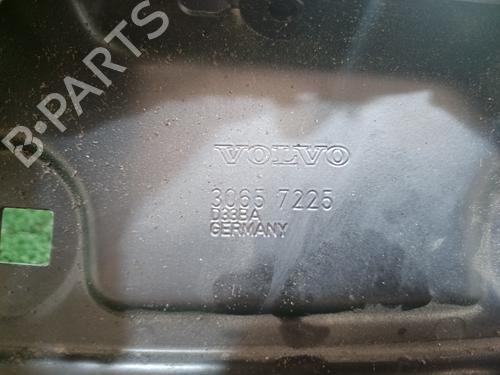 B-PARTS
VOLVO
3065 7225
D33BA
GERMANY